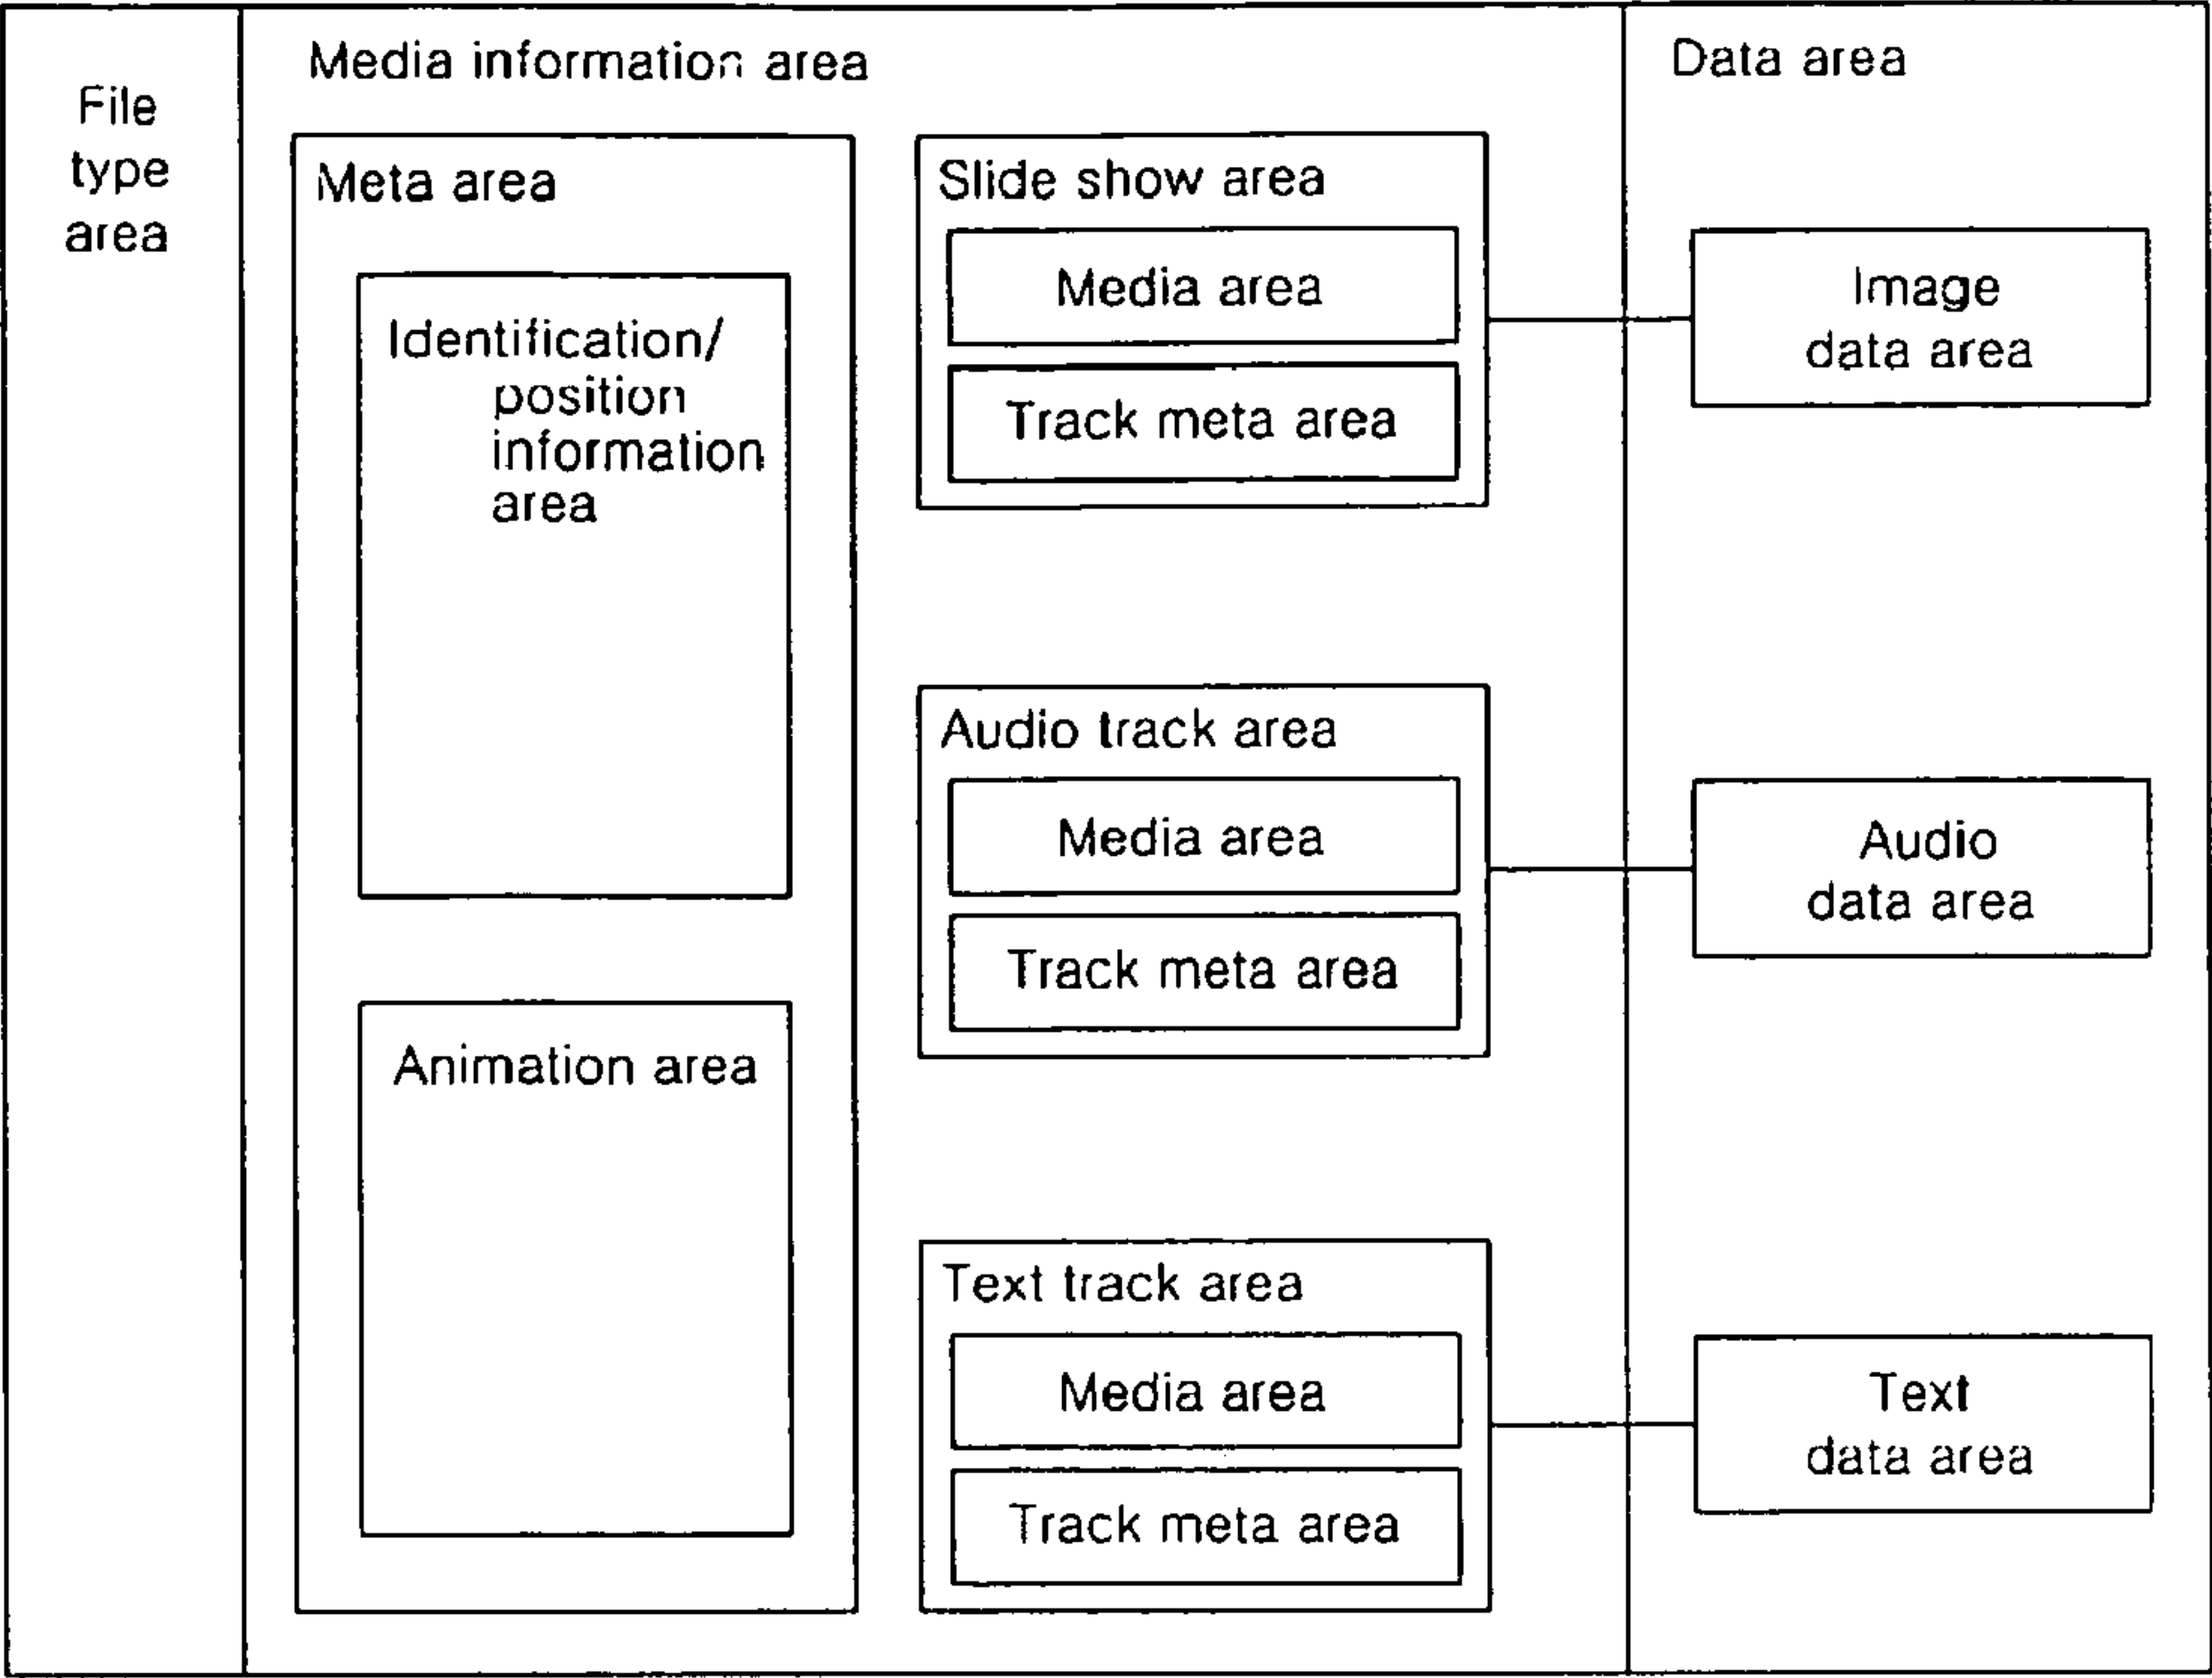 File
type
area
Media information area
Meta area
Identification/
position
information
area
Animation area
Slide show area
Media area
Track meta area
Audio track area
Media area
Track meta area
Text track area
Media area
Track meta area
Data area
Image
data area
Audio
data area
Text
data area